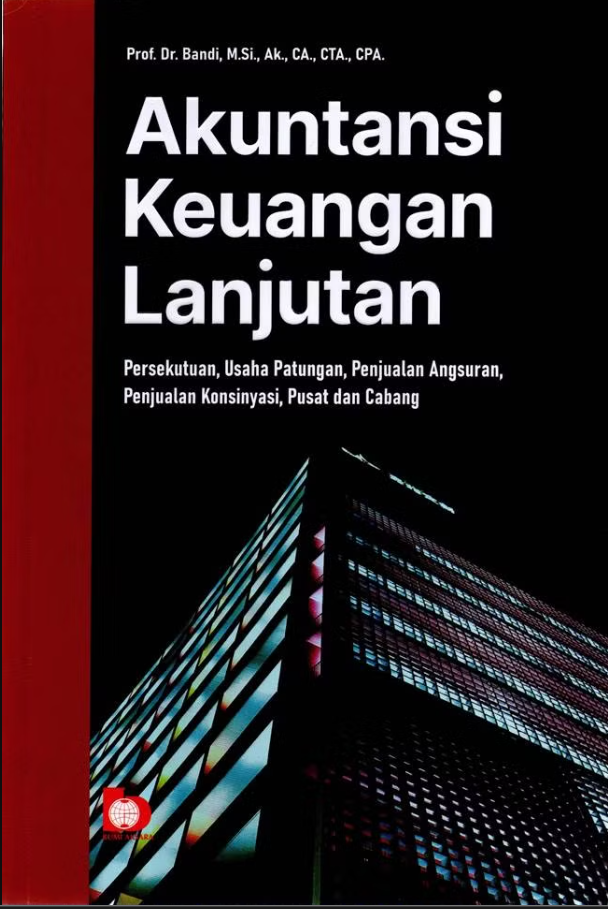 Prof. Dr. Bandi, M.Si., Ak., CA., CTA., CPA.
Akuntansi
Keuangan
Lanjutan
Persekutuan, Usaha Patungan, Penjualan Angsuran,
Penjualan Konsinyasi, Pusat dan Cabang
b